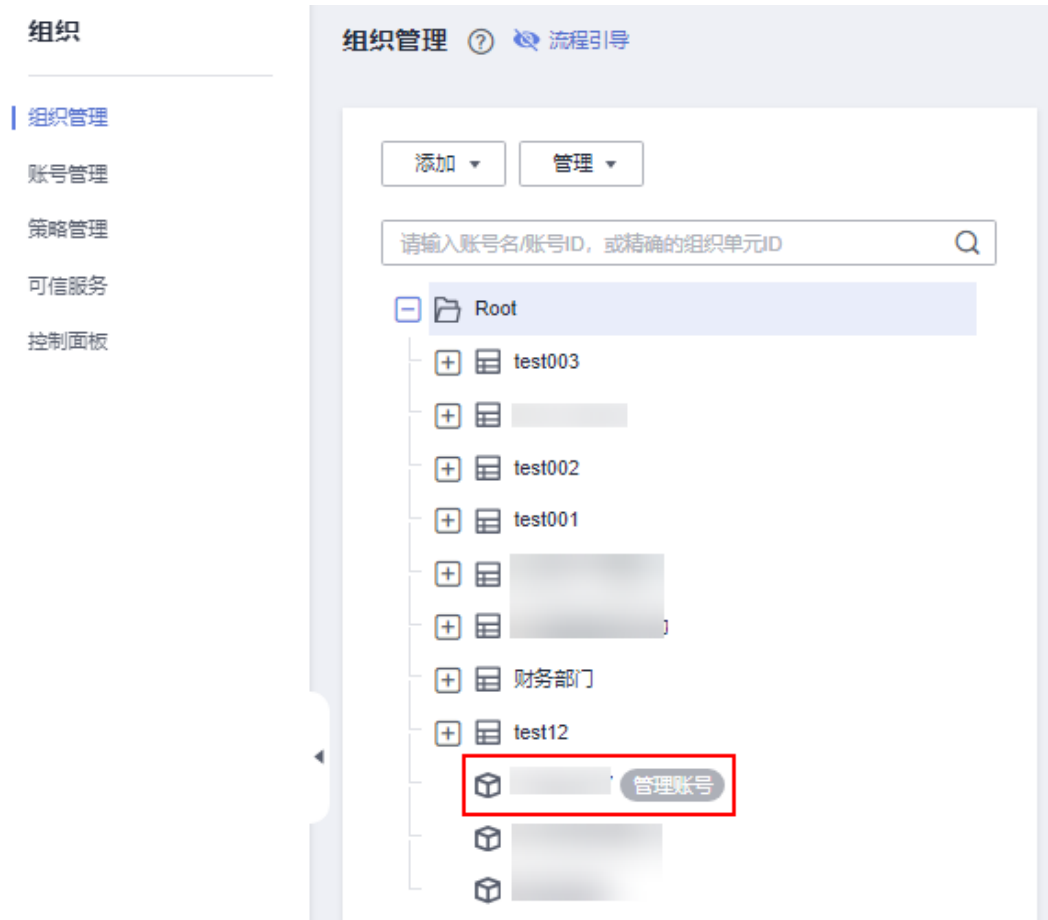 组织
组织管理
账号管理
策略管理
可信服务
控制面板
组织管理 ? 流程引导
添加 管理
请输入账号名/账号ID，或精确的组织单元ID
Root
test003
test002
test001
财务部门
test12
管理账号